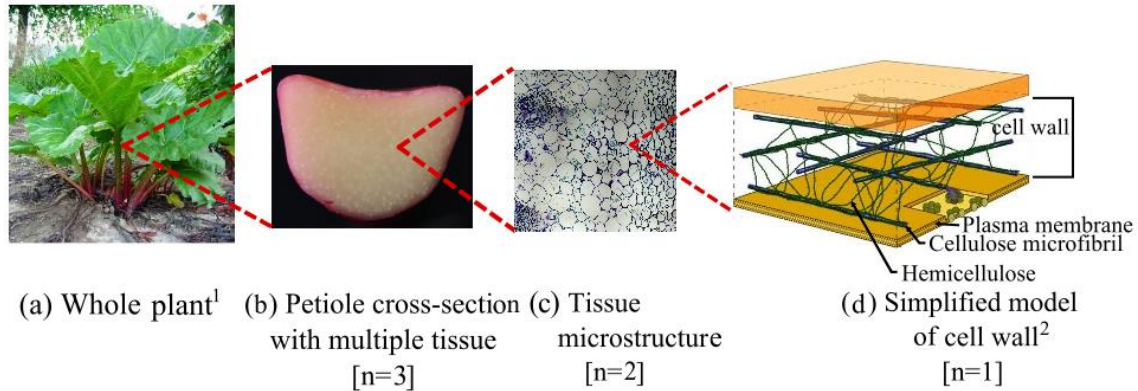 cell wall
Plasma membrane
Cellulose microfibril
Hemicellulose
(a) Whole plant1
(b) Petiole cross-section
with multiple tissue
[n=3]
(c) Tissue
microstructure
[n=2]
(d) Simplified model
of cell wall2
[n=1]